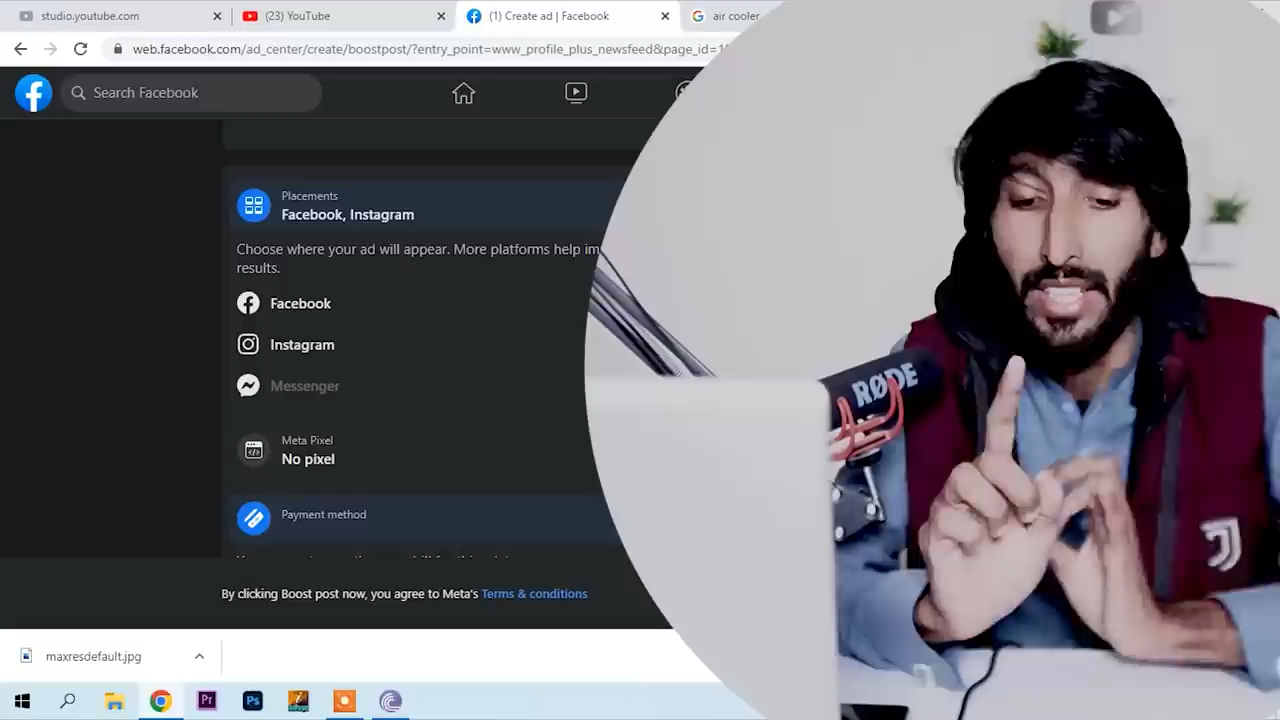 studio.youtube.com
(23) YouTube
(1) Create ad | Facebook
air cooler
web.facebook.com/ad_center/create/boostpost/?entry_point=www_profile_plus_newsfeed&page_id=1
Search Facebook
Placements
Facebook, Instagram
Choose where your ad will appear. More platforms help im
results.
Facebook
Instagram
Messenger
Meta Pixel
No pixel
Payment method
By clicking Boost post now, you agree to Meta's Terms & conditions
maxresdefault.jpg
Pr
Ps
RØDE